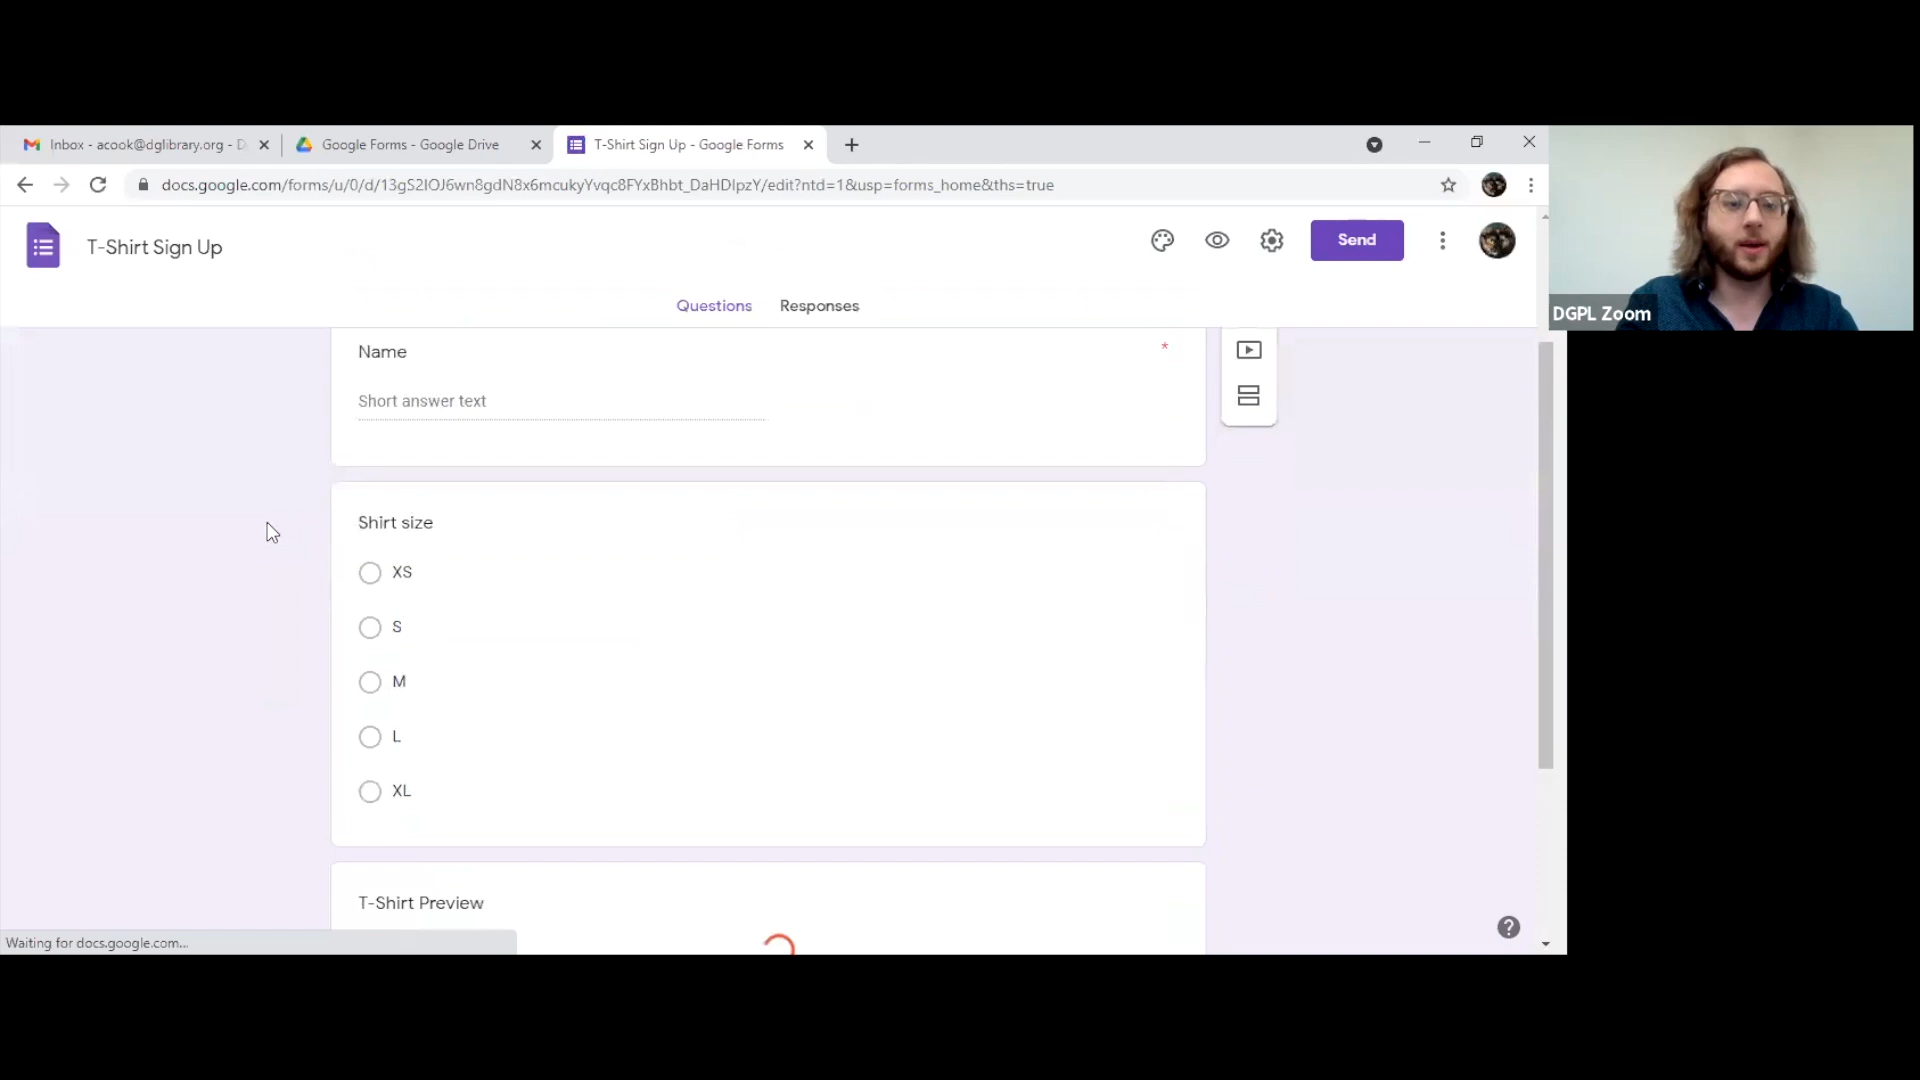 Inbox - acook@dglibrary.org - D
Google Forms - Google Drive
T-Shirt Sign Up - Google Forms
docs.google.com/forms/u/0/d/13gS2IOJ6wn8gdN8x6mcukyYvqc8FYxBhbt_DaHDIpzY/edit?ntd=1&usp=forms_home&ths=true
T-Shirt Sign Up
Send
Questions
Responses
DGPL Zoom
Name
*
Short answer text
Shirt size
XS
S
M
L
XL
T-Shirt Preview
Waiting for docs.google.com...